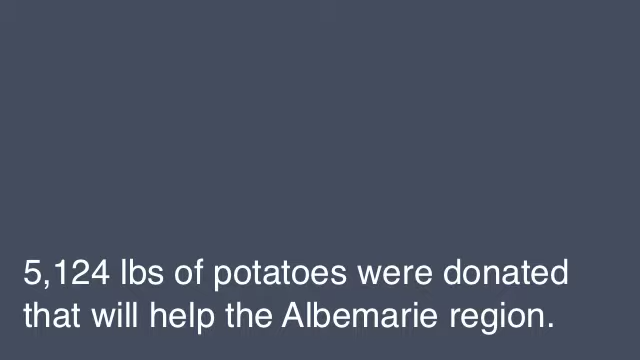 5,124 lbs of potatoes were donated
that will help the Albemarie region.